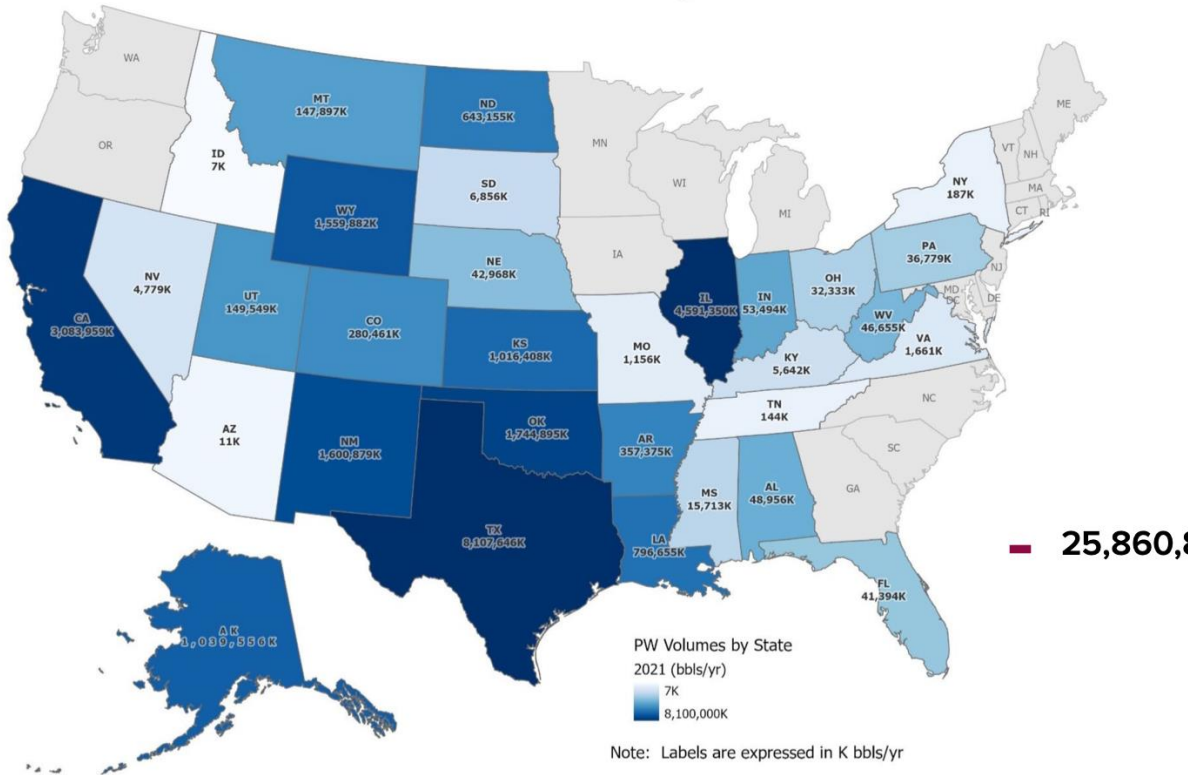 WA
OR
MT
147,897K
ND
643,155K
MN
ID
7K
SD
6,856K
WI
MI
ME
VT
NH
NY
187K
MA
CT
RI
WY
1,559,882K
IA
NE
42,968K
PA
36,779K
NJ
NV
4,779K
UT
149,549K
CO
280,461K
IL
4,591,350K
IN
53,494K
OH
32,333K
MD
DC
DE
WV
46,655K
VA
1,661K
CA
3,083,959K
KS
1,016,408K
MO
1,156K
KY
5,642K
AZ
11K
NM
1,600,879K
OK
1,744,895K
AR
357,375K
TN
144K
NC
SC
MS
15,713K
AL
48,956K
GA
TX
8,107,646K
LA
796,655K
FL
41,394K
25,860,8
AK
1,039,556K
PW Volumes by State
2021 (bbls/yr)
7K
8,100,000K
Note: Labels are expressed in K bbls/yr